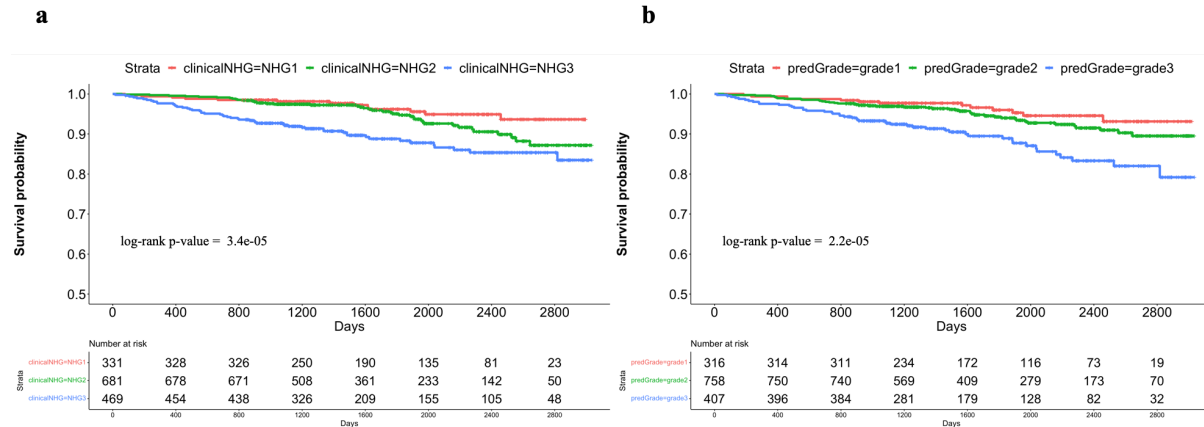 a
Strata clinicalNHG=NHG1 clinicalNHG=NHG2 clinicalNHG=NHG3
Survival probability
1.0
0.9
0.8
0.7
0.6
0.5
log-rank p-value = 3.4e-05
0 400 800 1200 1600 2000 2400 2800
Days
Number at risk
Strata
clinicalNHG=NHG1 331 328 326 250 190 135 81 23
clinicalNHG=NHG2 681 678 671 508 361 233 142 50
clinicalNHG=NHG3 469 454 438 326 209 155 105 48
0 400 800 1200 1600 2000 2400 2800
Days
b
Strata predGrade=grade1 predGrade=grade2 predGrade=grade3
Survival probability
1.0
0.9
0.8
0.7
0.6
0.5
log-rank p-value = 2.2e-05
0 400 800 1200 1600 2000 2400 2800
Days
Number at risk
Strata
predGrade=grade1 316 314 311 234 172 116 73 19
predGrade=grade2 758 750 740 569 409 279 173 70
predGrade=grade3 407 396 384 281 179 128 82 32
0 400 800 1200 1600 2000 2400 2800
Days